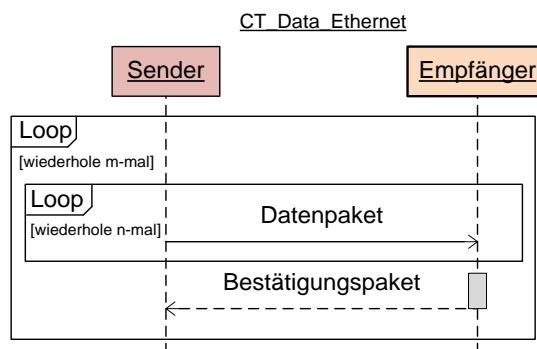 CT_Data_Ethernet
Sender
Empfänger
Loop
[wiederhole m-mal]
Loop
[wiederhole n-mal]
Datenpaket
Bestätigungspaket